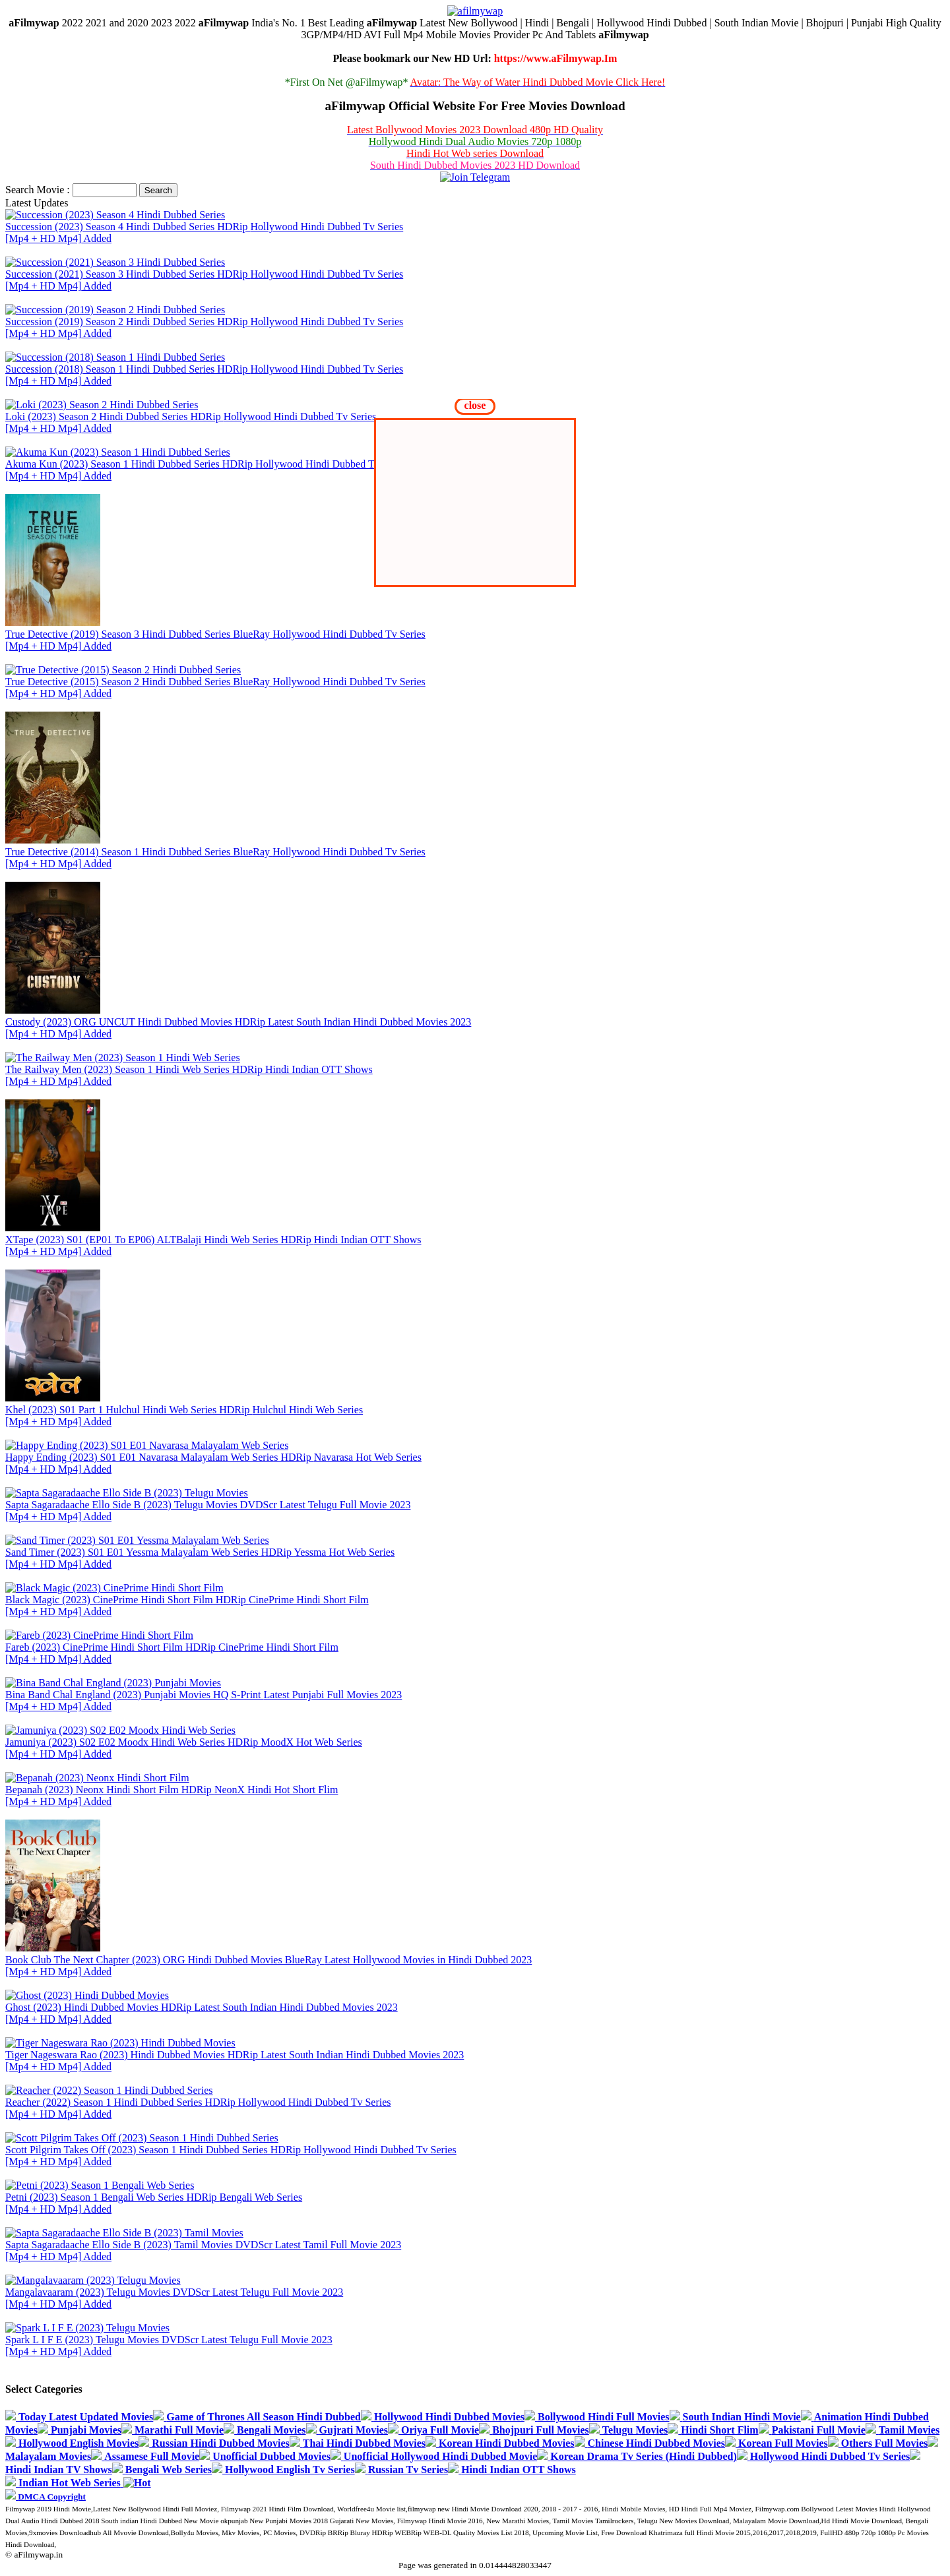 afilmywap
aFilmywap 2022 2021 and 2020 2023 2022 aFilmywap India's No. 1 Best Leading aFilmywap Latest New Bollywood | Hindi | Bengali | Hollywood Hindi Dubbed | South Indian Movie | Bhojpuri | Punjabi High Quality
3GP/MP4/HD AVI Full Mp4 Mobile Movies Provider Pc And Tablets aFilmywap
Please bookmark our New HD Url: https://www.aFilmywap.Im
*First On Net @aFilmywap* Avatar: The Way of Water Hindi Dubbed Movie Click Here!
aFilmywap Official Website For Free Movies Download
Latest Bollywood Movies 2023 Download 480p HD Quality
Hollywood Hindi Dual Audio Movies 720p 1080p
Hindi Hot Web series Download
South Hindi Dubbed Movies 2023 HD Download
Join Telegram
Search Movie : Search
Latest Updates
Succession (2023) Season 4 Hindi Dubbed Series
Succession (2023) Season 4 Hindi Dubbed Series HDRip Hollywood Hindi Dubbed Tv Series
[Mp4 + HD Mp4] Added
Succession (2021) Season 3 Hindi Dubbed Series
Succession (2021) Season 3 Hindi Dubbed Series HDRip Hollywood Hindi Dubbed Tv Series
[Mp4 + HD Mp4] Added
Succession (2019) Season 2 Hindi Dubbed Series
Succession (2019) Season 2 Hindi Dubbed Series HDRip Hollywood Hindi Dubbed Tv Series
[Mp4 + HD Mp4] Added
Succession (2018) Season 1 Hindi Dubbed Series
Succession (2018) Season 1 Hindi Dubbed Series HDRip Hollywood Hindi Dubbed Tv Series
[Mp4 + HD Mp4] Added
Loki (2023) Season 2 Hindi Dubbed Series
close
Loki (2023) Season 2 Hindi Dubbed Series HDRip Hollywood Hindi Dubbed Tv Series
[Mp4 + HD Mp4] Added
Akuma Kun (2023) Season 1 Hindi Dubbed Series
Akuma Kun (2023) Season 1 Hindi Dubbed Series HDRip Hollywood Hindi Dubbed T
[Mp4 + HD Mp4] Added
TRUE
DETECTIVE
SEASON THREE
True Detective (2019) Season 3 Hindi Dubbed Series BlueRay Hollywood Hindi Dubbed Tv Series
[Mp4 + HD Mp4] Added
True Detective (2015) Season 2 Hindi Dubbed Series
True Detective (2015) Season 2 Hindi Dubbed Series BlueRay Hollywood Hindi Dubbed Tv Series
[Mp4 + HD Mp4] Added
TRUE DETECTIVE
True Detective (2014) Season 1 Hindi Dubbed Series BlueRay Hollywood Hindi Dubbed Tv Series
[Mp4 + HD Mp4] Added
CUSTODY
Custody (2023) ORG UNCUT Hindi Dubbed Movies HDRip Latest South Indian Hindi Dubbed Movies 2023
[Mp4 + HD Mp4] Added
The Railway Men (2023) Season 1 Hindi Web Series
The Railway Men (2023) Season 1 Hindi Web Series HDRip Hindi Indian OTT Shows
[Mp4 + HD Mp4] Added
X TAPE
XTape (2023) S01 (EP01 To EP06) ALTBalaji Hindi Web Series HDRip Hindi Indian OTT Shows
[Mp4 + HD Mp4] Added
खेल
Khel (2023) S01 Part 1 Hulchul Hindi Web Series HDRip Hulchul Hindi Web Series
[Mp4 + HD Mp4] Added
Happy Ending (2023) S01 E01 Navarasa Malayalam Web Series
Happy Ending (2023) S01 E01 Navarasa Malayalam Web Series HDRip Navarasa Hot Web Series
[Mp4 + HD Mp4] Added
Sapta Sagaradaache Ello Side B (2023) Telugu Movies
Sapta Sagaradaache Ello Side B (2023) Telugu Movies DVDScr Latest Telugu Full Movie 2023
[Mp4 + HD Mp4] Added
Sand Timer (2023) S01 E01 Yessma Malayalam Web Series
Sand Timer (2023) S01 E01 Yessma Malayalam Web Series HDRip Yessma Hot Web Series
[Mp4 + HD Mp4] Added
Black Magic (2023) CinePrime Hindi Short Film
Black Magic (2023) CinePrime Hindi Short Film HDRip CinePrime Hindi Short Film
[Mp4 + HD Mp4] Added
Fareb (2023) CinePrime Hindi Short Film
Fareb (2023) CinePrime Hindi Short Film HDRip CinePrime Hindi Short Film
[Mp4 + HD Mp4] Added
Bina Band Chal England (2023) Punjabi Movies
Bina Band Chal England (2023) Punjabi Movies HQ S-Print Latest Punjabi Full Movies 2023
[Mp4 + HD Mp4] Added
Jamuniya (2023) S02 E02 Moodx Hindi Web Series
Jamuniya (2023) S02 E02 Moodx Hindi Web Series HDRip MoodX Hot Web Series
[Mp4 + HD Mp4] Added
Bepanah (2023) Neonx Hindi Short Film
Bepanah (2023) Neonx Hindi Short Film HDRip NeonX Hindi Hot Short Flim
[Mp4 + HD Mp4] Added
Book Club
The Next Chapter
Book Club The Next Chapter (2023) ORG Hindi Dubbed Movies BlueRay Latest Hollywood Movies in Hindi Dubbed 2023
[Mp4 + HD Mp4] Added
Ghost (2023) Hindi Dubbed Movies
Ghost (2023) Hindi Dubbed Movies HDRip Latest South Indian Hindi Dubbed Movies 2023
[Mp4 + HD Mp4] Added
Tiger Nageswara Rao (2023) Hindi Dubbed Movies
Tiger Nageswara Rao (2023) Hindi Dubbed Movies HDRip Latest South Indian Hindi Dubbed Movies 2023
[Mp4 + HD Mp4] Added
Reacher (2022) Season 1 Hindi Dubbed Series
Reacher (2022) Season 1 Hindi Dubbed Series HDRip Hollywood Hindi Dubbed Tv Series
[Mp4 + HD Mp4] Added
Scott Pilgrim Takes Off (2023) Season 1 Hindi Dubbed Series
Scott Pilgrim Takes Off (2023) Season 1 Hindi Dubbed Series HDRip Hollywood Hindi Dubbed Tv Series
[Mp4 + HD Mp4] Added
Petni (2023) Season 1 Bengali Web Series
Petni (2023) Season 1 Bengali Web Series HDRip Bengali Web Series
[Mp4 + HD Mp4] Added
Sapta Sagaradaache Ello Side B (2023) Tamil Movies
Sapta Sagaradaache Ello Side B (2023) Tamil Movies DVDScr Latest Tamil Full Movie 2023
[Mp4 + HD Mp4] Added
Mangalavaaram (2023) Telugu Movies
Mangalavaaram (2023) Telugu Movies DVDScr Latest Telugu Full Movie 2023
[Mp4 + HD Mp4] Added
Spark L I F E (2023) Telugu Movies
Spark L I F E (2023) Telugu Movies DVDScr Latest Telugu Full Movie 2023
[Mp4 + HD Mp4] Added
Select Categories
Today Latest Updated Movies Game of Thrones All Season Hindi Dubbed Hollywood Hindi Dubbed Movies Bollywood Hindi Full Movies South Indian Hindi Movie Animation Hindi Dubbed
Movies Punjabi Movies Marathi Full Movie Bengali Movies Gujrati Movies Oriya Full Movie Bhojpuri Full Movies Telugu Movies Hindi Short Flim Pakistani Full Movie Tamil Movies
Hollywood English Movies Russian Hindi Dubbed Movies Thai Hindi Dubbed Movies Korean Hindi Dubbed Movies Chinese Hindi Dubbed Movies Korean Full Movies Others Full Movies
Malayalam Movies Assamese Full Movie Unofficial Dubbed Movies Unofficial Hollywood Hindi Dubbed Movie Korean Drama Tv Series (Hindi Dubbed) Hollywood Hindi Dubbed Tv Series
Hindi Indian TV Shows Bengali Web Series Hollywood English Tv Series Russian Tv Series Hindi Indian OTT Shows
Indian Hot Web Series Hot
DMCA Copyright
Filmywap 2019 Hindi Movie,Latest New Bollywood Hindi Full Moviez, Filmywap 2021 Hindi Film Download, Worldfree4u Movie list,filmywap new Hindi Movie Download 2020, 2018 - 2017 - 2016, Hindi Mobile Movies, HD Hindi Full Mp4 Moviez, Filmywap.com Bollywood Letest Movies Hindi Hollywood
Dual Audio Hindi Dubbed 2018 South indian Hindi Dubbed New Movie okpunjab New Punjabi Movies 2018 Gujarati New Movies, Filmywap Hindi Movie 2016, New Marathi Movies, Tamil Movies Tamilrockers, Telugu New Movies Download, Malayalam Movie Download,Hd Hindi Movie Download, Bengali
Movies,9xmovies Downloadhub All Movvie Download,Bolly4u Movies, Mkv Movies, PC Movies, DVDRip BRRip Bluray HDRip WEBRip WEB-DL Quality Movies List 2018, Upcoming Movie List, Free Download Khatrimaza full Hindi Movie 2015,2016,2017,2018,2019, FullHD 480p 720p 1080p Pc Movies
Hindi Download,
© aFilmywap.in
Page was generated in 0.014444828033447